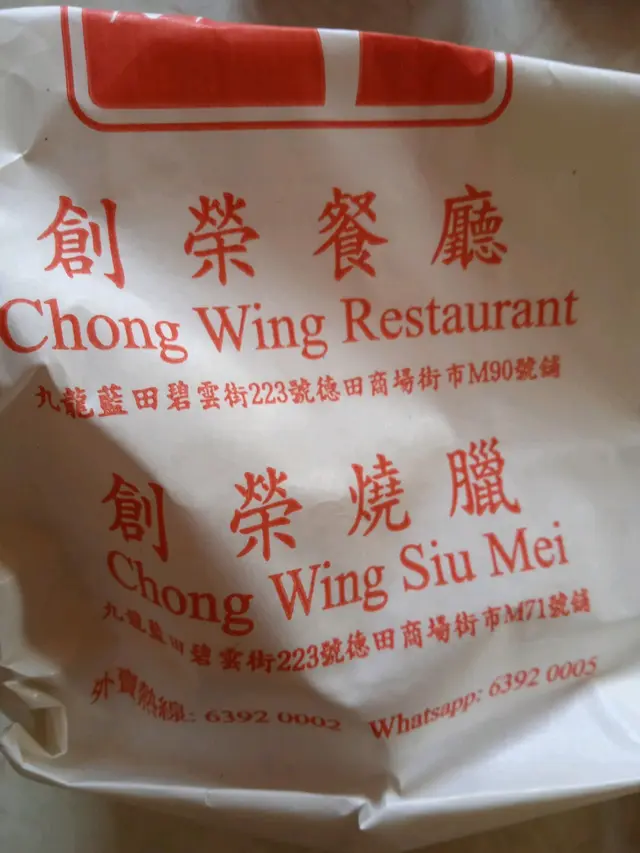 創榮餐廳
Chong Wing Restaurant
九龍藍田碧雲街223號德田商場街市M90號舖
創榮燒臘
Chong Wing Siu Mei
九龍藍田碧雲街223號德田商場街市M71號舖
外賣熱線: 6392 0002 Whatsapp: 6392 0005